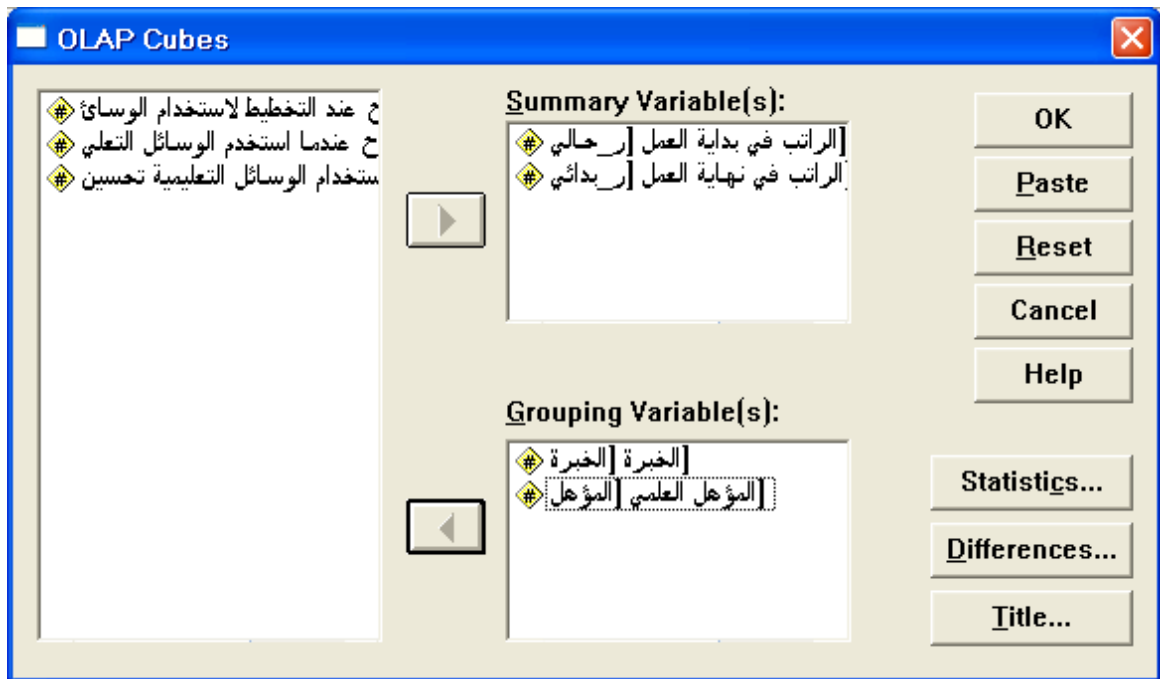 OLAP Cubes
ح عند التخطيط لاستخدام الوسائ
ح عندما استخدم الوسائل التعلي
ستخدام الوسائل التعليمية تحسين
Summary Variable(s):
الراتب في بداية العمل [ر_حالي]
الراتب في نهاية العمل [ر_بدائي
Grouping Variable(s):
الخبرة [الخبرة]
المؤهل العلمي [المؤهل]
OK
Paste
Reset
Cancel
Help
Statistics...
Differences...
Title...